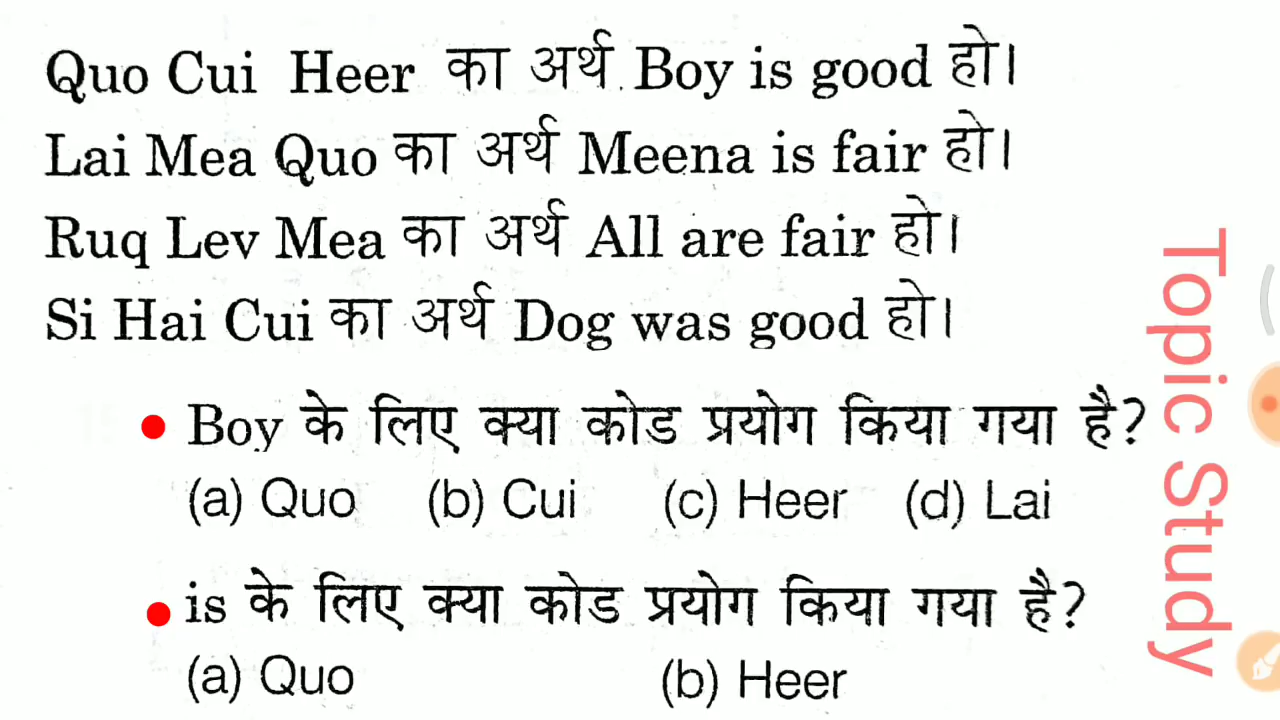 Quo Cui Heer का अर्थ Boy is good हो।
Lai Mea Quo का अर्थ Meena is fair हो।
Ruq Lev Mea का अर्थ All are fair हो।
Si Hai Cui का अर्थ Dog was good हो।
• Boy के लिए क्या कोड प्रयोग किया गया है?
(a) Quo (b) Cui (c) Heer (d) Lai
• is के लिए क्या कोड प्रयोग किया गया है?
(a) Quo (b) Heer
Topic Study